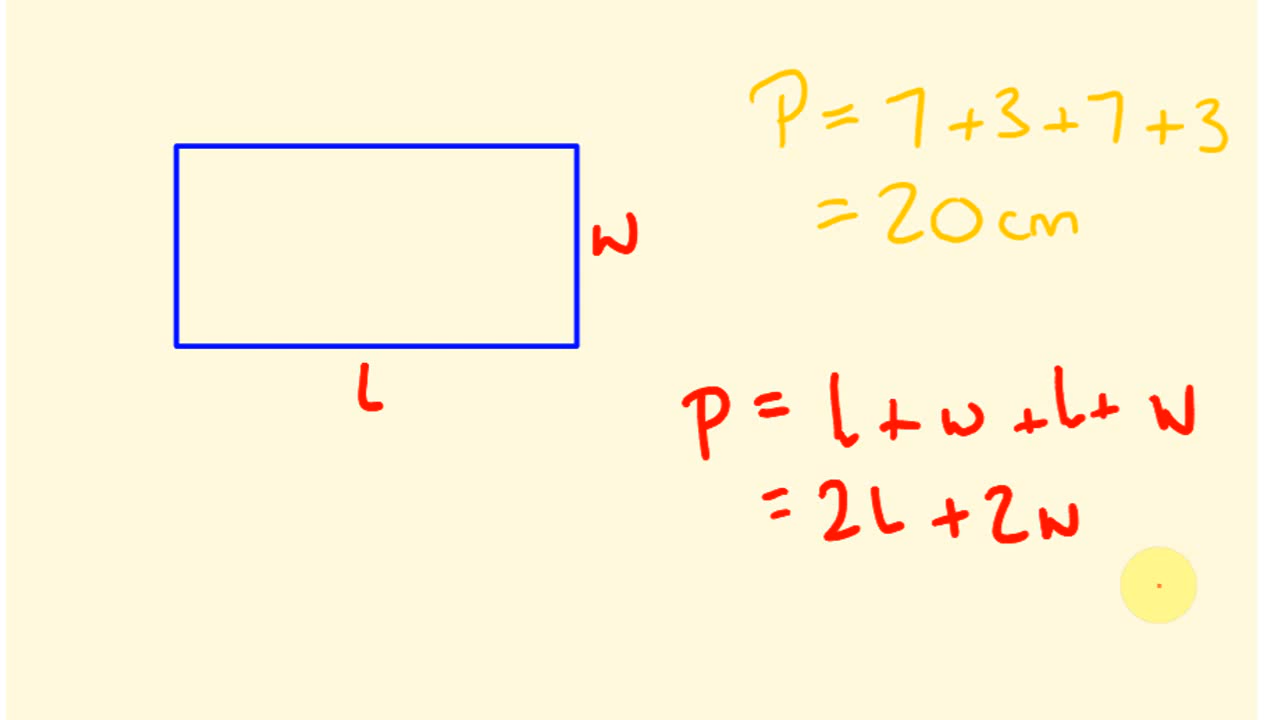 P = 7 + 3 + 7 + 3
= 20 cm
w
l
P = l + w + l + w
= 2l + 2w